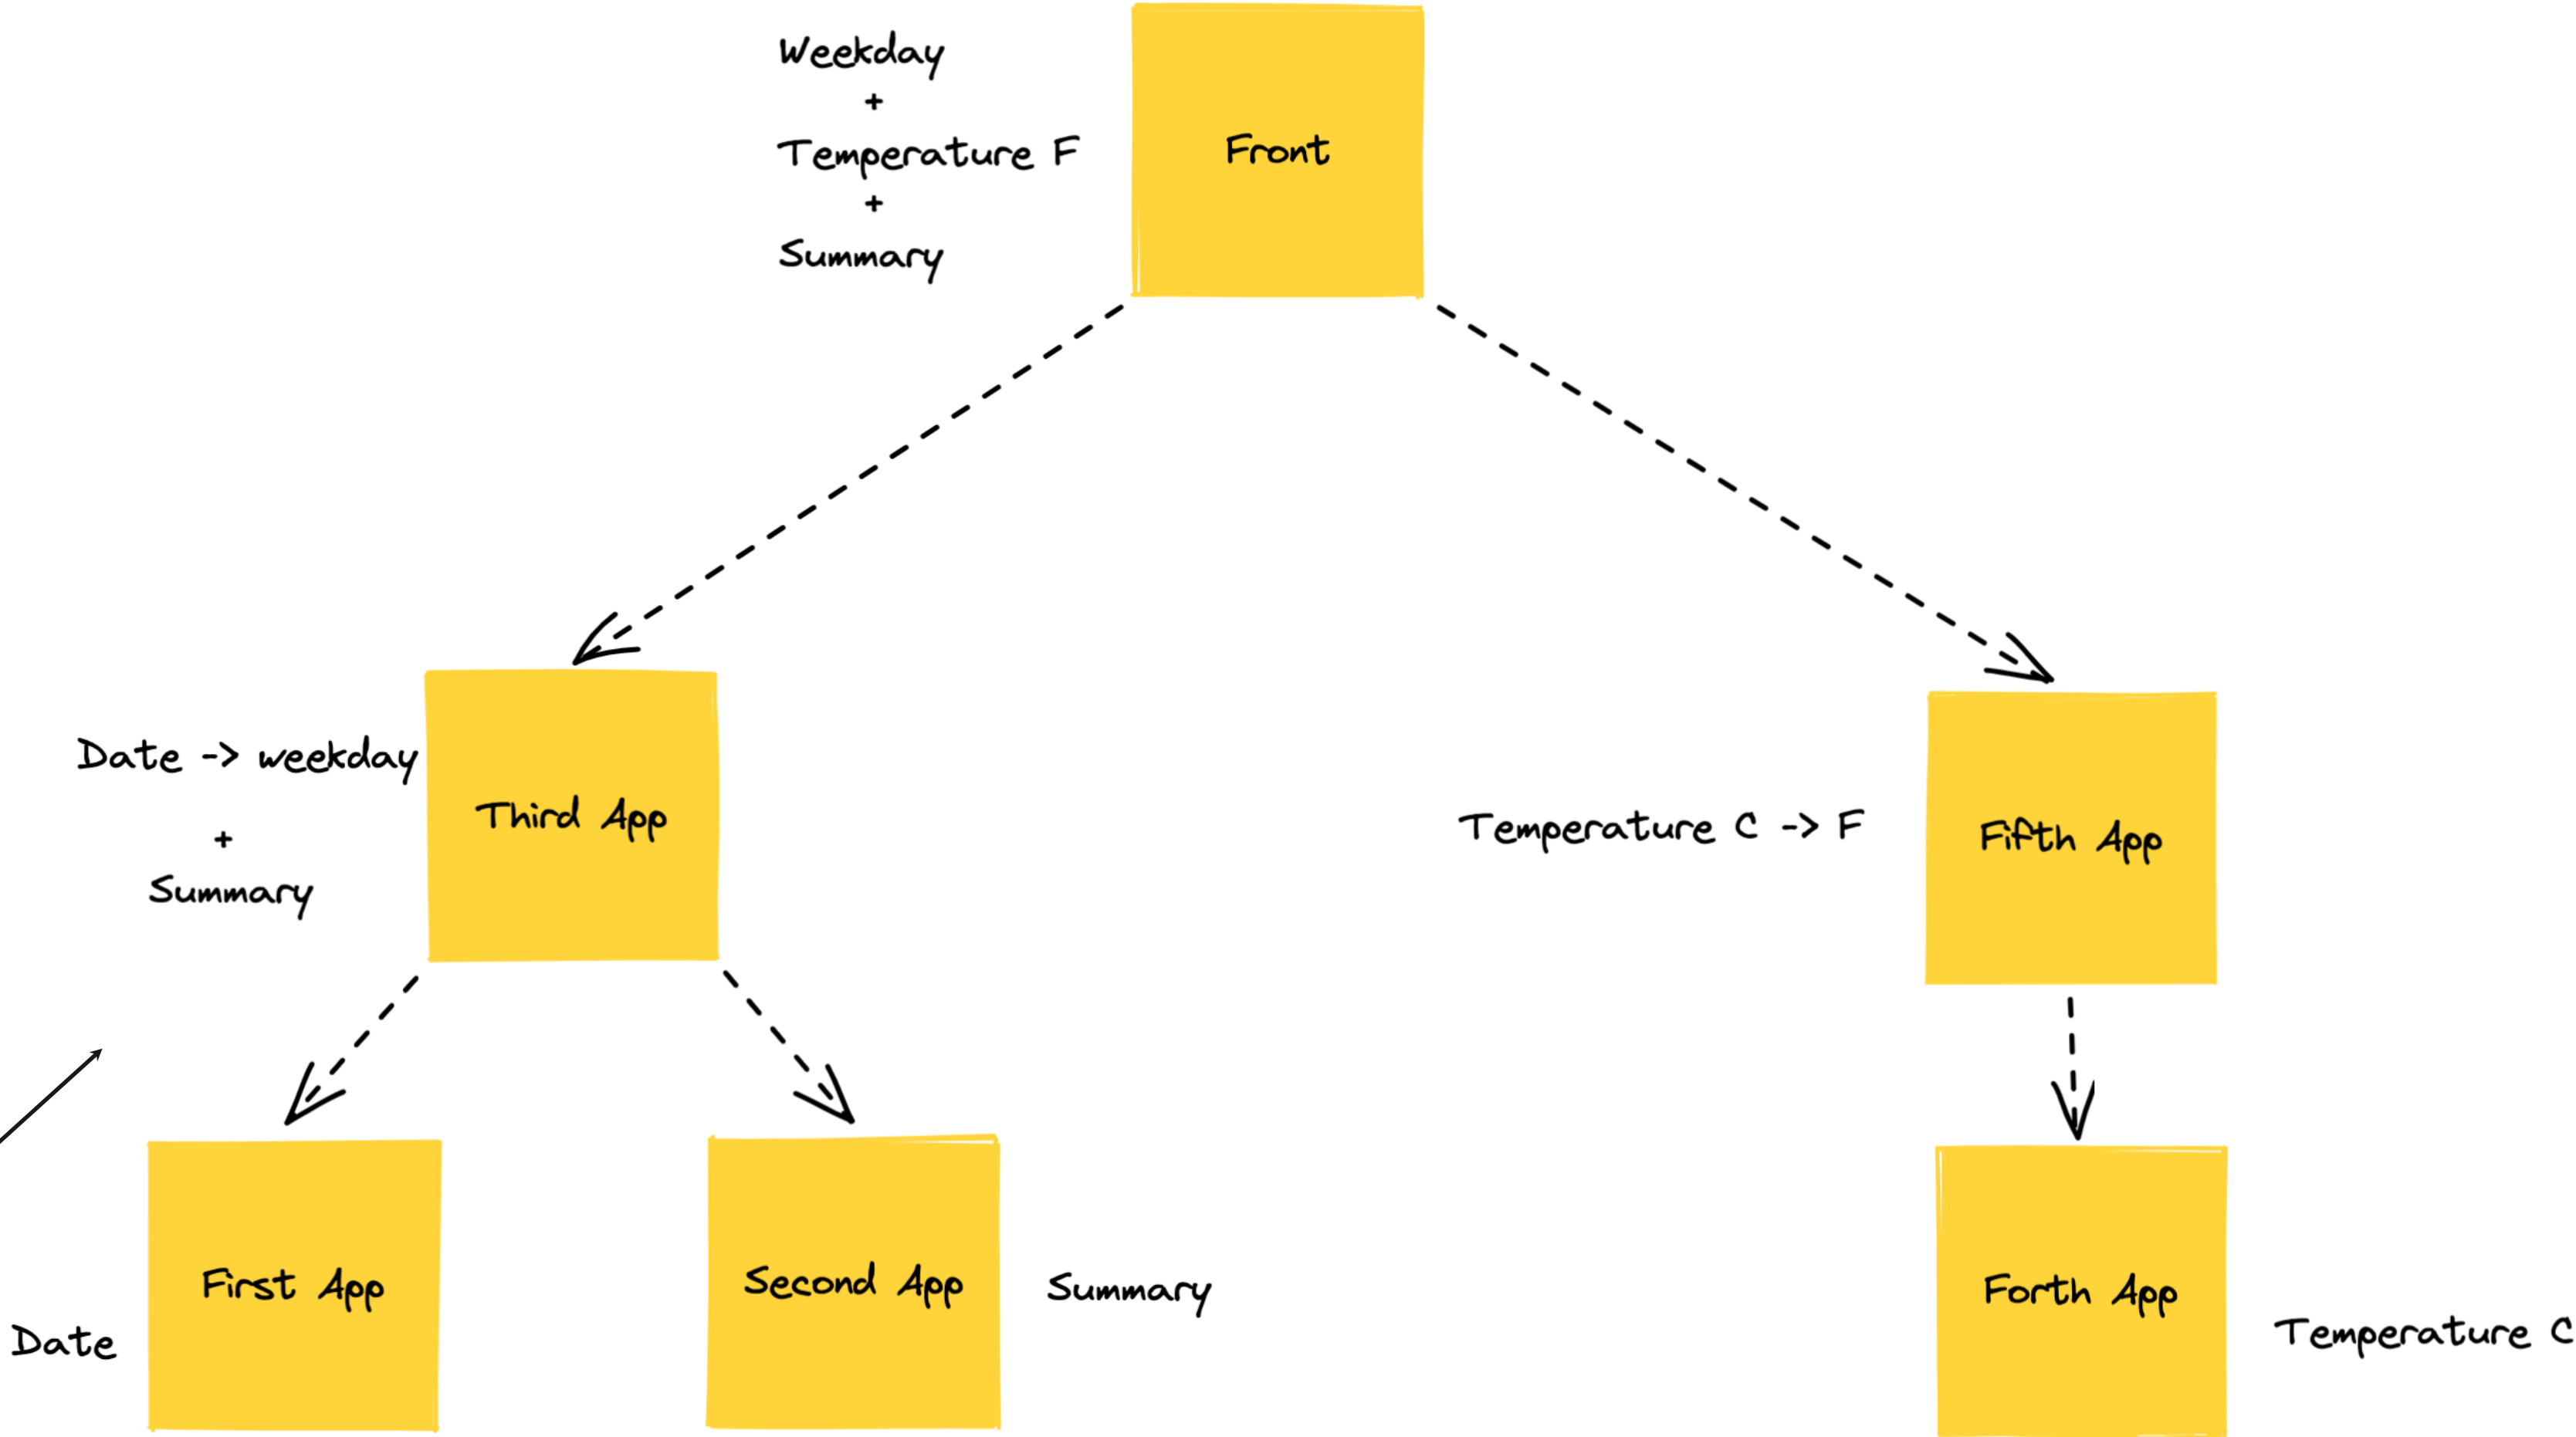 Weekday
+
Temperature F
+
Summary
Front
Date -> weekday
+
Summary
Third App
Temperature C -> F
Fifth App
First App
Date
Second App
Summary
Forth App
Temperature C